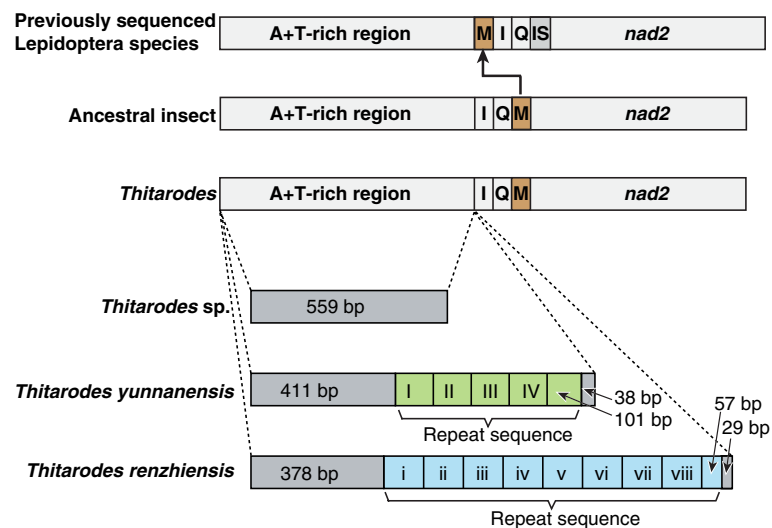 Previously sequenced
Lepidoptera species
A+T-rich region M I Q IS nad2
Ancestral insect A+T-rich region I Q M nad2
Thitarodes A+T-rich region I Q M nad2
Thitarodes sp. 559 bp
Thitarodes yunnanensis 411 bp I II III IV
38 bp
101 bp
Repeat sequence
57 bp
29 bp
Thitarodes renzhiensis 378 bp i ii iii iv v vi vii viii
Repeat sequence